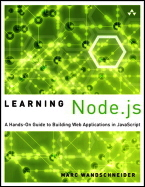 LEARNING
Node.js
A Hands-On Guide to Building Web Applications in JavaScript
MARC WANDSCHNEIDER